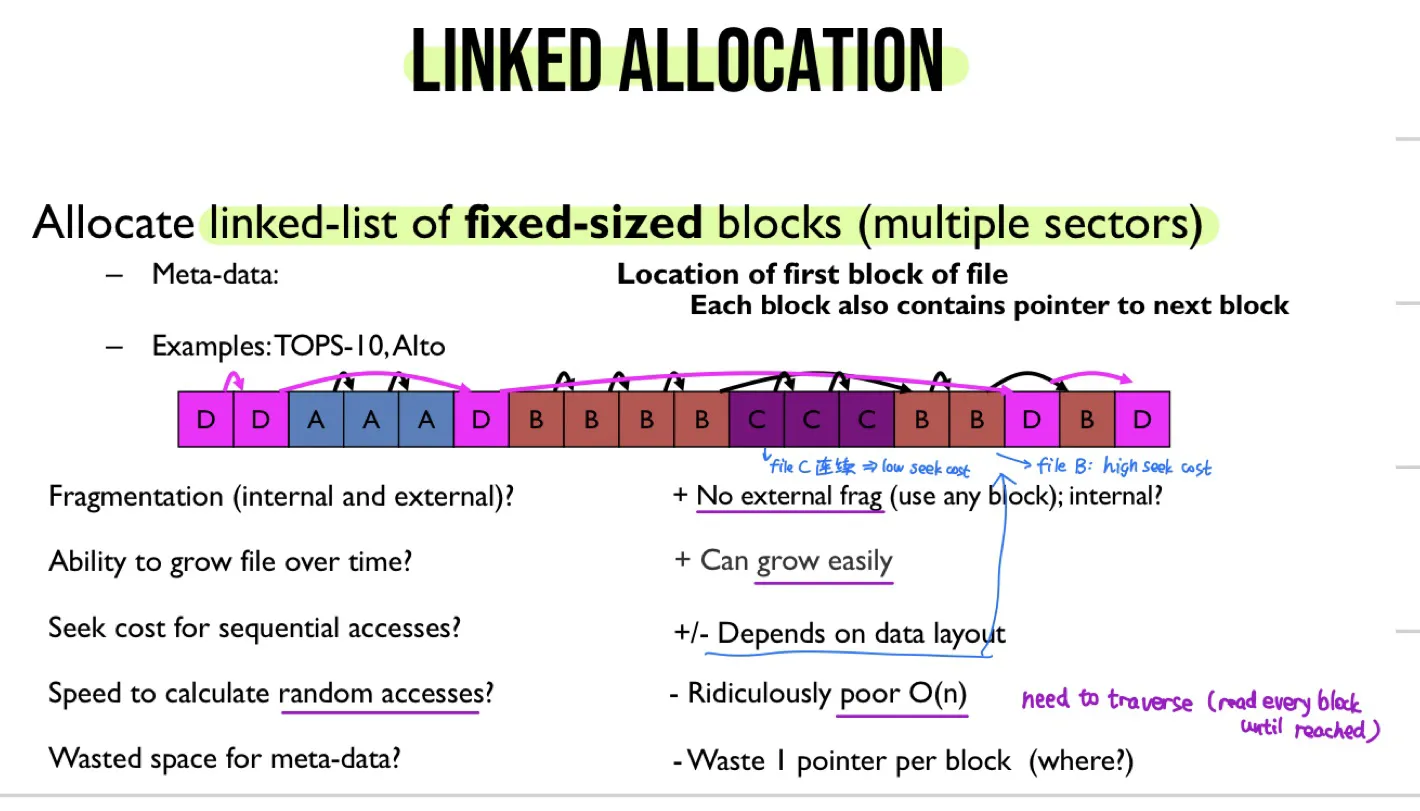 LINKED ALLOCATION
Allocate linked-list of fixed-sized blocks (multiple sectors)
– Meta-data: Location of first block of file
Each block also contains pointer to next block
– Examples: TOPS-10, Alto
D D A A A D B B B B C C C B B D B D
file C 连续 ⇒ low seek cost → file B: high seek cost
Fragmentation (internal and external)? + No external frag (use any block); internal?
Ability to grow file over time? + Can grow easily
Seek cost for sequential accesses? +/- Depends on data layout
Speed to calculate random accesses? - Ridiculously poor O(n) need to traverse (read every block
until reached)
Wasted space for meta-data? - Waste 1 pointer per block (where?)